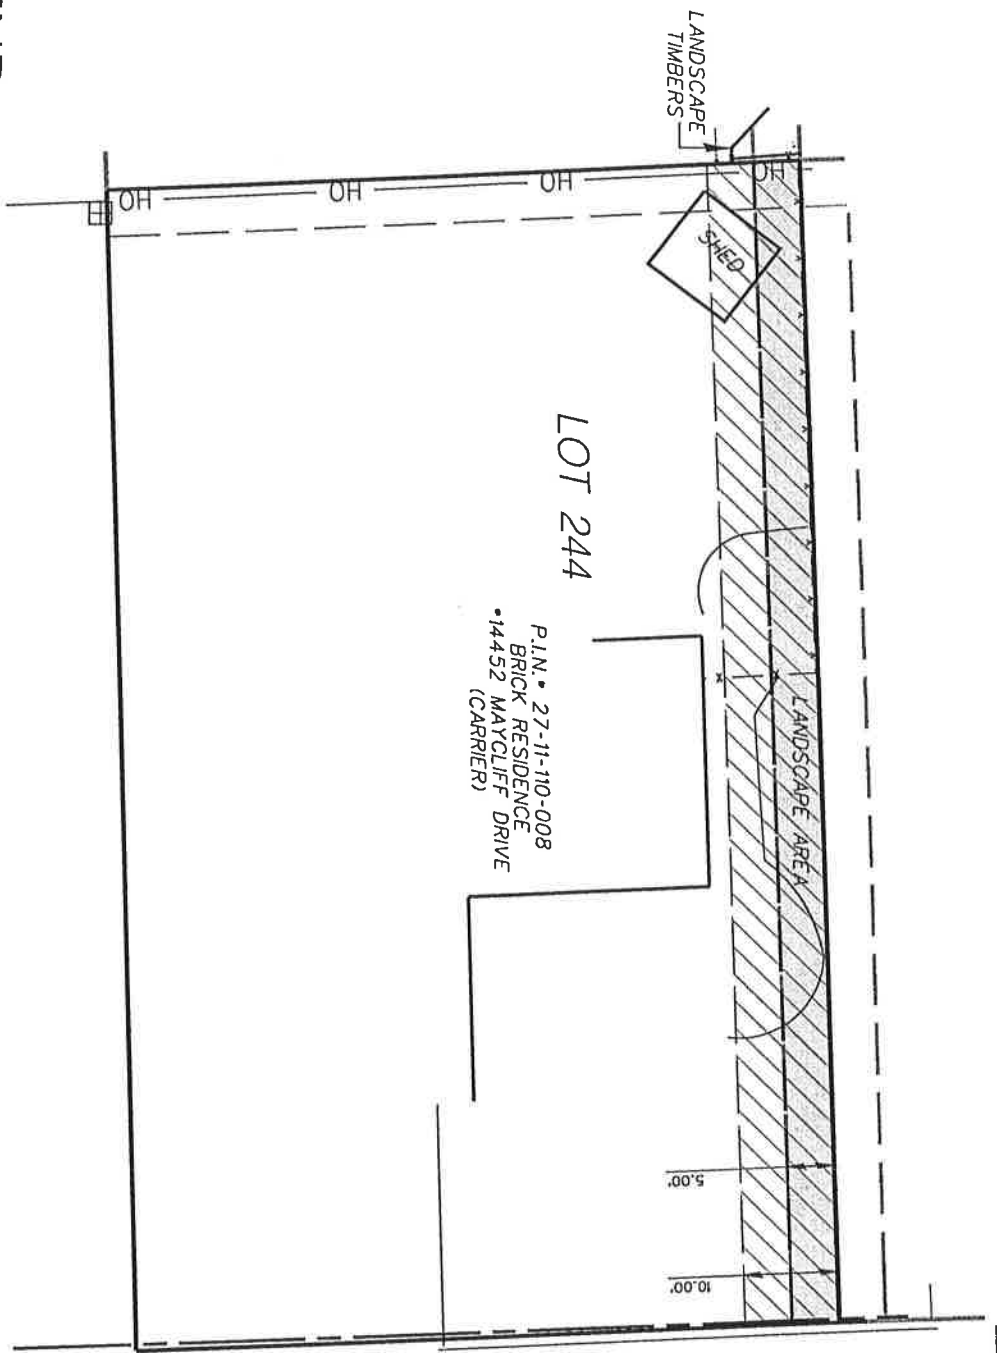 LANDSCAPE
TIMBERS
OH
OH
OH
OH
SHED
LOT 244
P.I.N.• 27-11-110-008
BRICK RESIDENCE
•14452 MAYCLIFF DRIVE
(CARRIER)
LANDSCAPE AREA
5.00'
10.00'